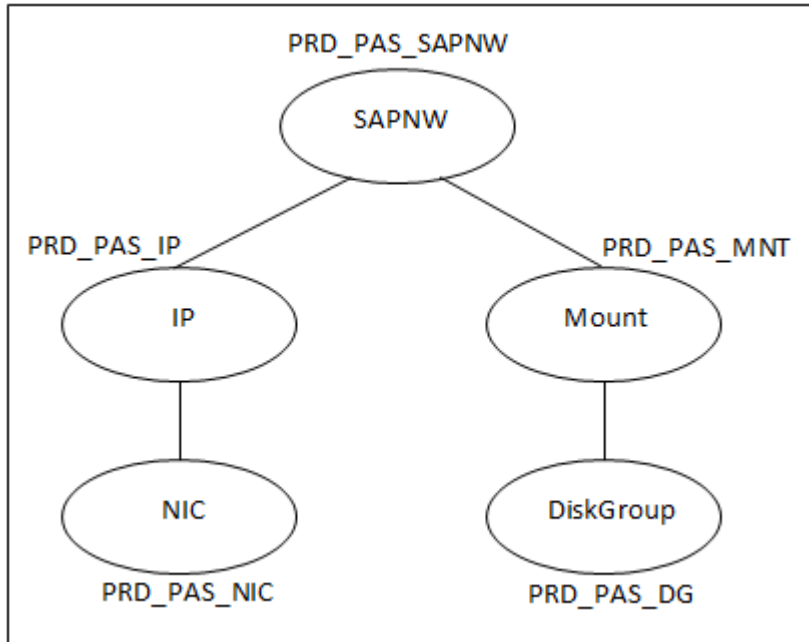 PRD_PAS_SAPNW
SAPNW
PRD_PAS_IP
PRD_PAS_MNT
IP
Mount
NIC
DiskGroup
PRD_PAS_NIC
PRD_PAS_DG